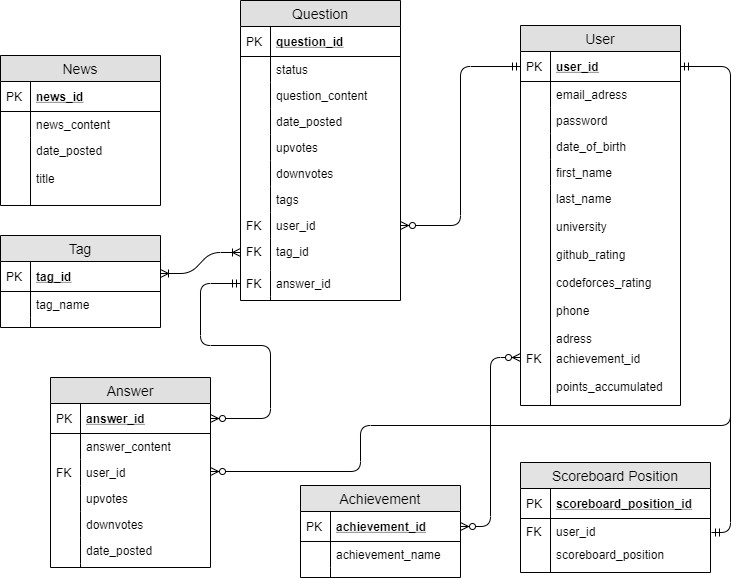 News
PK news_id
news_content
date_posted
title
Tag
PK tag_id
tag_name
Question
PK question_id
status
question_content
date_posted
upvotes
downvotes
tags
FK user_id
FK tag_id
FK answer_id
User
PK user_id
email_adress
password
date_of_birth
first_name
last_name
university
github_rating
codeforces_rating
phone
adress
FK achievement_id
points_accumulated
Answer
PK answer_id
answer_content
FK user_id
upvotes
downvotes
date_posted
Achievement
PK achievement_id
achievement_name
Scoreboard Position
PK scoreboard_position_id
FK user_id
scoreboard_position